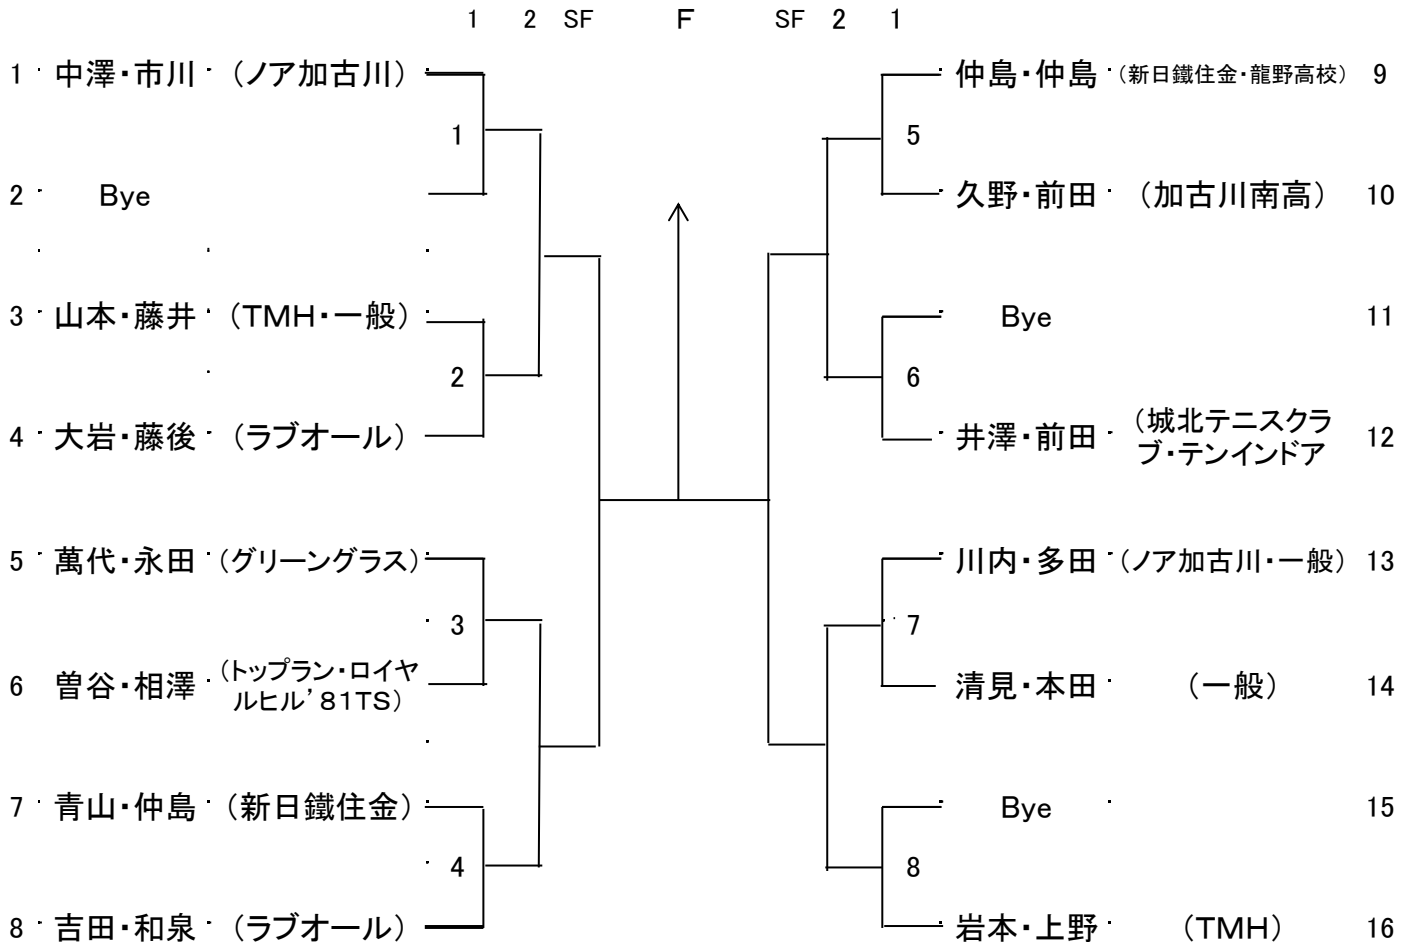 1 2 SF F SF 2 1
1 中澤・市川 (ノア加古川) 仲島・仲島 (新日鐵住金・龍野高校) 9
1 5
2 Bye 久野・前田 (加古川南高) 10
3 山本・藤井 (TMH・一般) Bye 11
2 6
4 大岩・藤後 (ラブオール) 井澤・前田 (城北テニスクラ
ブ・テンインドア 12
5 萬代・永田 (グリーングラス) 川内・多田 (ノア加古川・一般) 13
3 7
6 曽谷・相澤 (トップラン・ロイヤ
ルヒル'81TS) 清見・本田 (一般) 14
7 青山・仲島 (新日鐵住金) Bye 15
4 8
8 吉田・和泉 (ラブオール) 岩本・上野 (TMH) 16